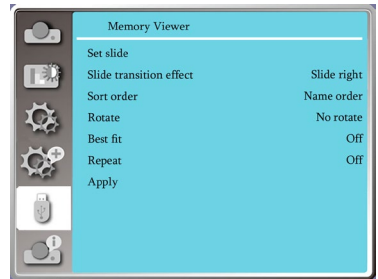 Memory Viewer
Set slide
Slide transition effect Slide right
Sort order Name order
Rotate No rotate
Best fit Off
Repeat Off
Apply